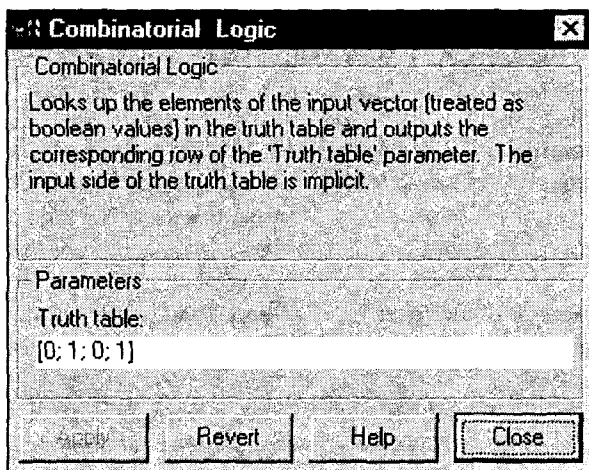 Combinatorial Logic
Combinatorial Logic
Looks up the elements of the input vector (treated as
boolean values) in the truth table and outputs the
corresponding row of the 'Truth table' parameter. The
input side of the truth table is implicit.
Parameters
Truth table:
[0; 1; 0; 1]
Apply Revert Help Close